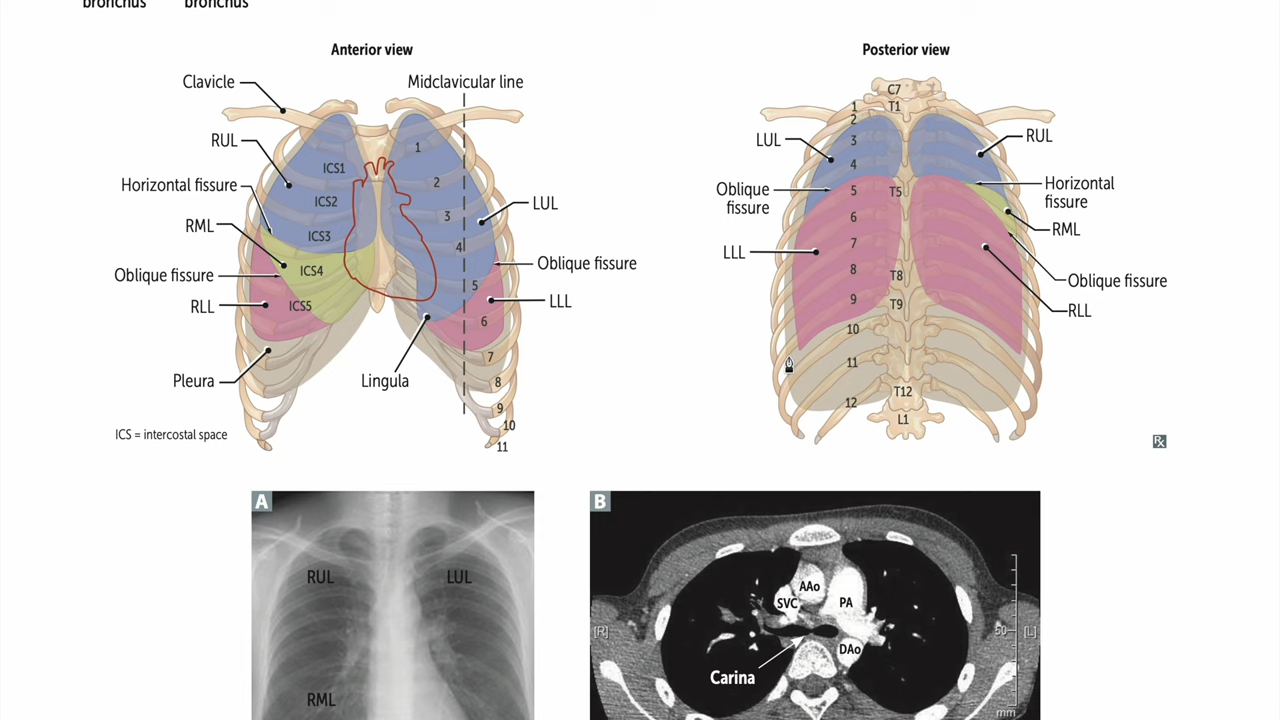 bronchus bronchus
Anterior view
Clavicle
Midclavicular line
RUL
Horizontal fissure
RML
Oblique fissure
RLL
Pleura
ICS = intercostal space
ICS1
ICS2
ICS3
ICS4
ICS5
1
2
3
4
5
6
7
8
9
10
11
LUL
Oblique fissure
LLL
Lingula
Posterior view
C7
T1
T5
T8
T9
T12
L1
1
2
3
4
5
6
7
8
9
10
11
12
LUL
Oblique
fissure
LLL
RUL
Horizontal
fissure
RML
Oblique fissure
RLL
Rx
A
RUL
LUL
RML
B
AAo
SVC
PA
DAo
Carina
[R]
50
[L]
mm